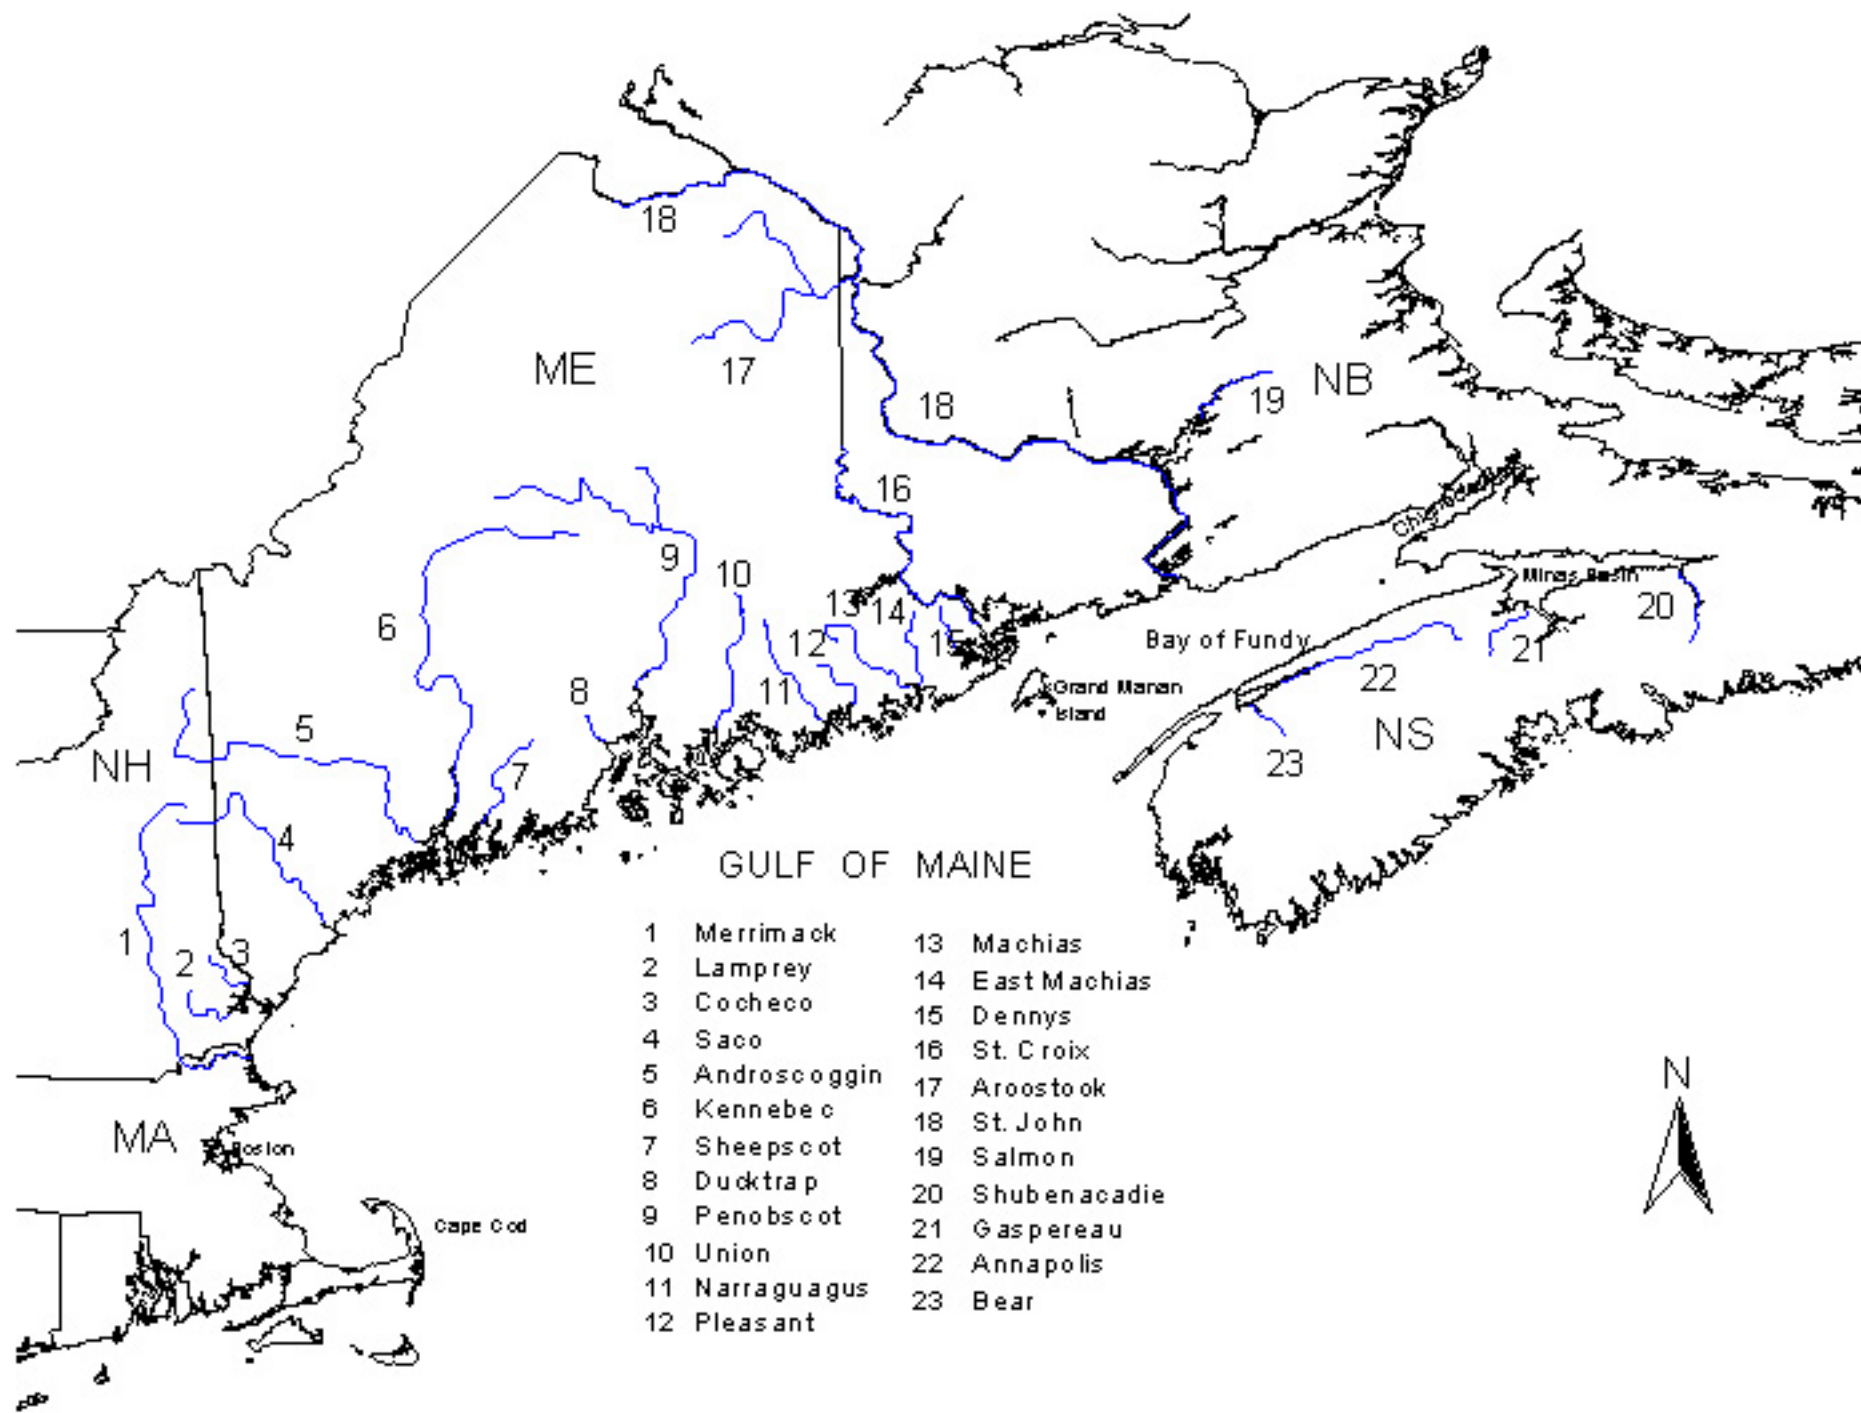 18
ME
17
18
19
NB
16
9
10
6
13
14
12
15
Bay of Fundy
Minas Basin
20
21
22
8
11
Grand Manan
Island
5
NH
7
23
NS
4
GULF OF MAINE
1
2
3
1 Merrimack
2 Lamprey
3 Cocheco
4 Saco
5 Androscoggin
6 Kennebec
7 Sheepscot
8 Ducktrap
9 Penobscot
10 Union
11 Narraguagus
12 Pleasant
13 Machias
14 East Machias
15 Dennys
16 St. Croix
17 Aroostook
18 St. John
19 Salmon
20 Shubenacadie
21 Gaspereau
22 Annapolis
23 Bear
N
MA
Boston
Cape Cod